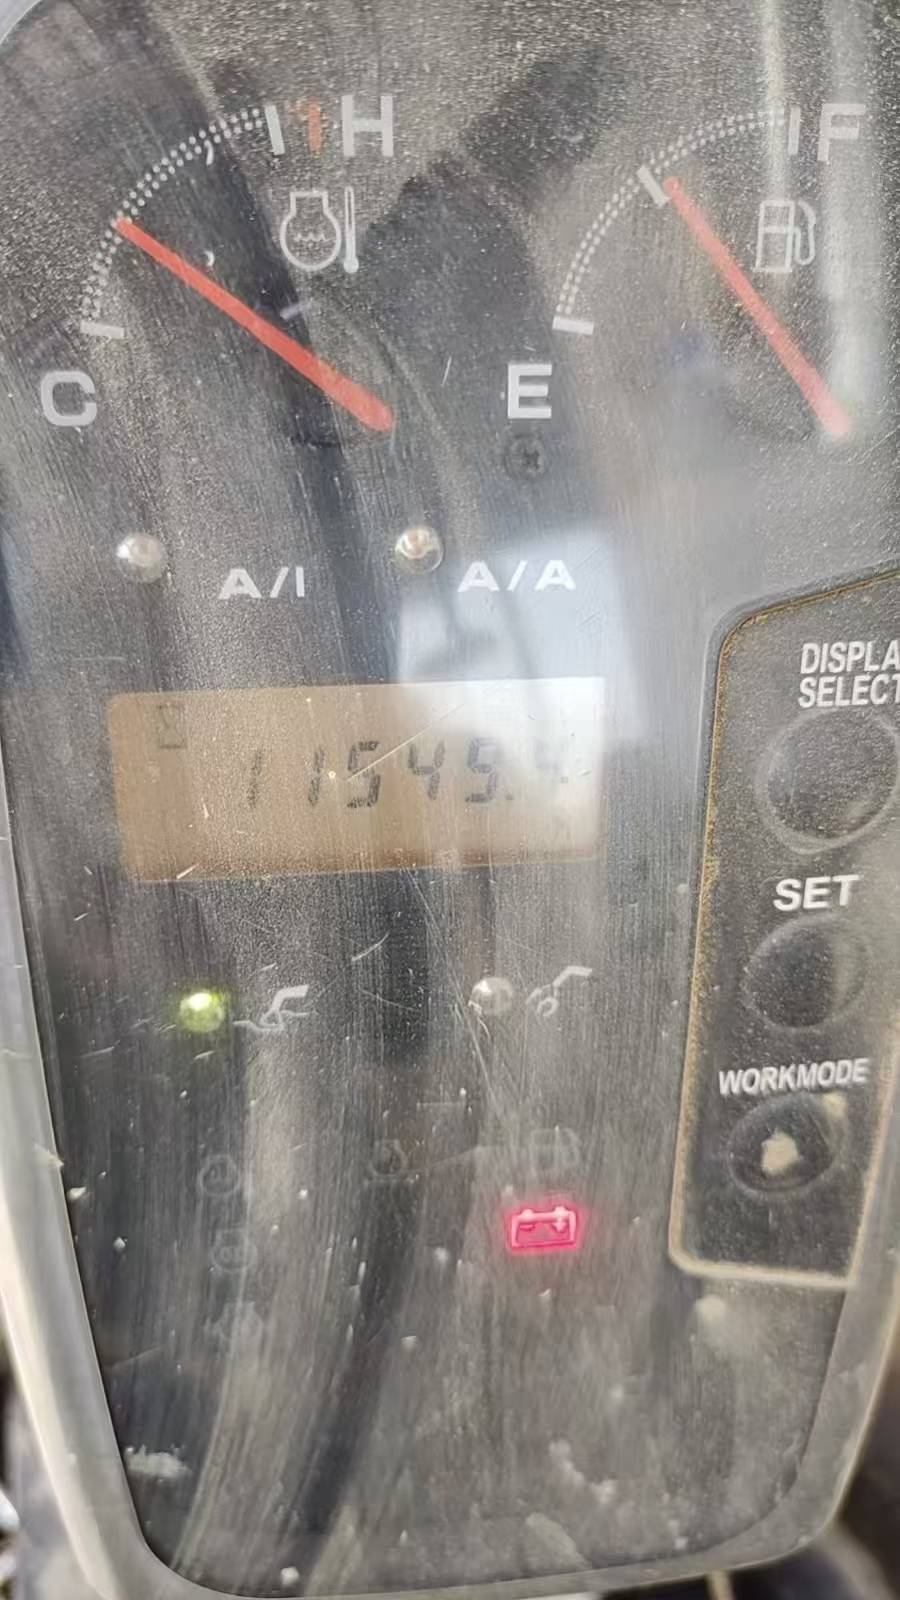 H
F
C
E
A/I
A/A
DISPLA
SELECT
11545.4
SET
WORKMODE